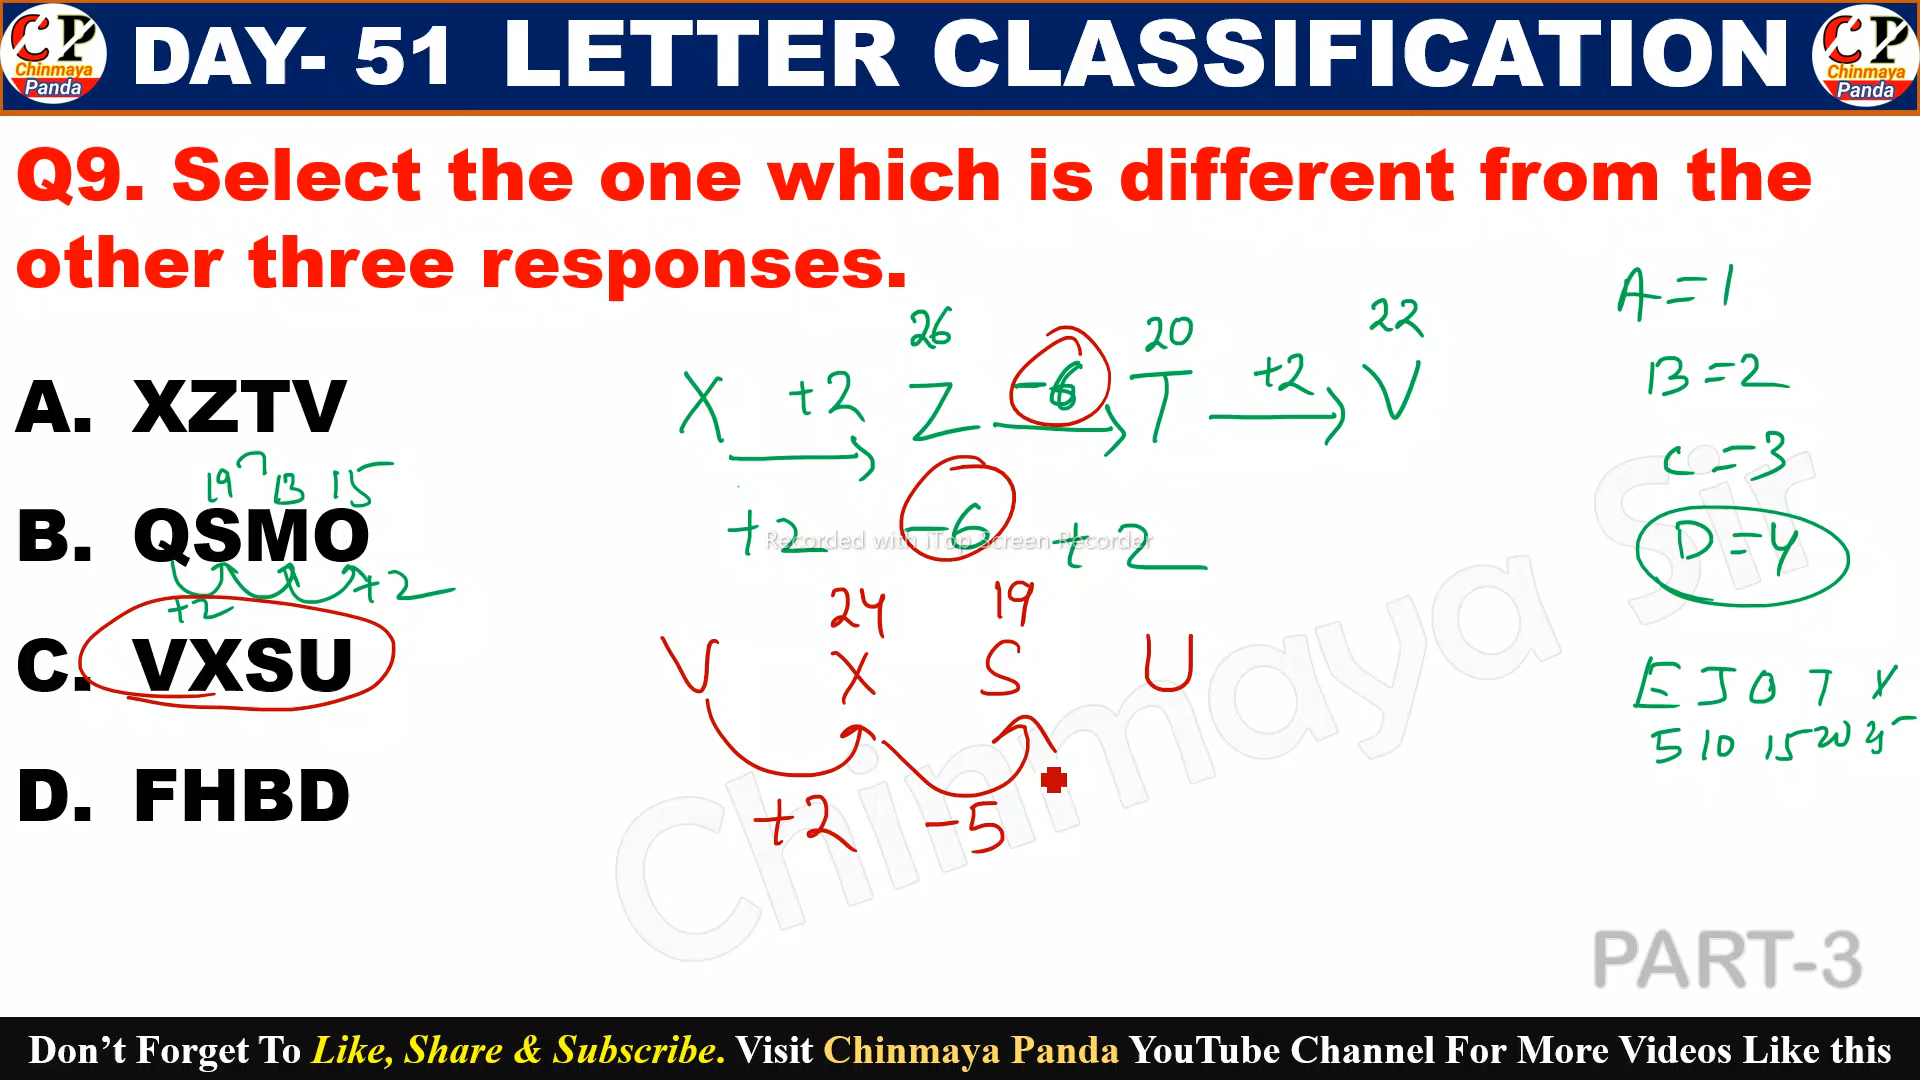 CP Chinmaya Panda DAY- 51 LETTER CLASSIFICATION CP Chinmaya Panda
Q9. Select the one which is different from the
other three responses.
A = 1
26 20 22
X +2 Z -6 T +2 V
B = 2
A. XZTV
C = 3
19 13 15
B. QSMO
+2 -6 +2
D = 4
Recorded with iTop Screen Recorder
+2 +2
24 19
C. VXSU
V X S U
E J O T Y
5 10 15 20 25
D. FHBD
+2 -5
Chinmaya Sir
PART-3
Don’t Forget To Like, Share & Subscribe. Visit Chinmaya Panda YouTube Channel For More Videos Like this